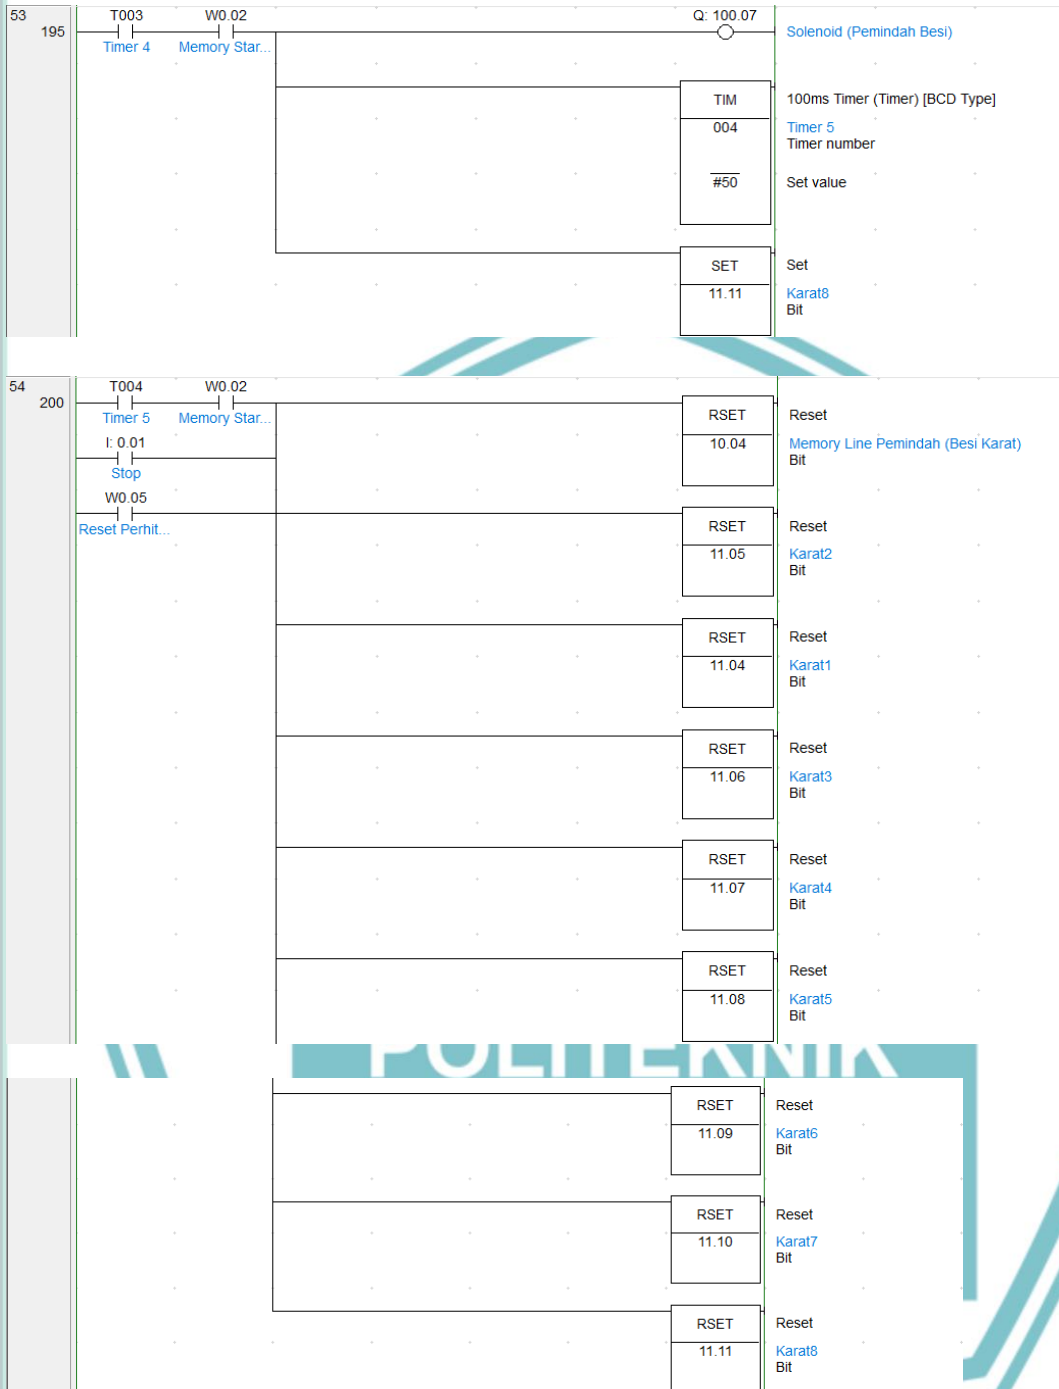 53
T003 W0.02 Q: 100.07
195
Timer 4 Memory Star... Solenoid (Pemindah Besi)
TIM 100ms Timer (Timer) [BCD Type]
004 Timer 5
Timer number
#50 Set value
SET Set
11.11 Karat8
Bit
54
T004 W0.02
200
Timer 5 Memory Star...
RSET Reset
I: 0.01 10.04 Memory Line Pemindah (Besi Karat)
Bit
Stop
W0.05
Reset Perhit...
RSET Reset
11.05 Karat2
Bit
RSET Reset
11.04 Karat1
Bit
RSET Reset
11.06 Karat3
Bit
RSET Reset
11.07 Karat4
Bit
RSET Reset
11.08 Karat5
Bit
POLITEKNIK
RSET Reset
11.09 Karat6
Bit
RSET Reset
11.10 Karat7
Bit
RSET Reset
11.11 Karat8
Bit